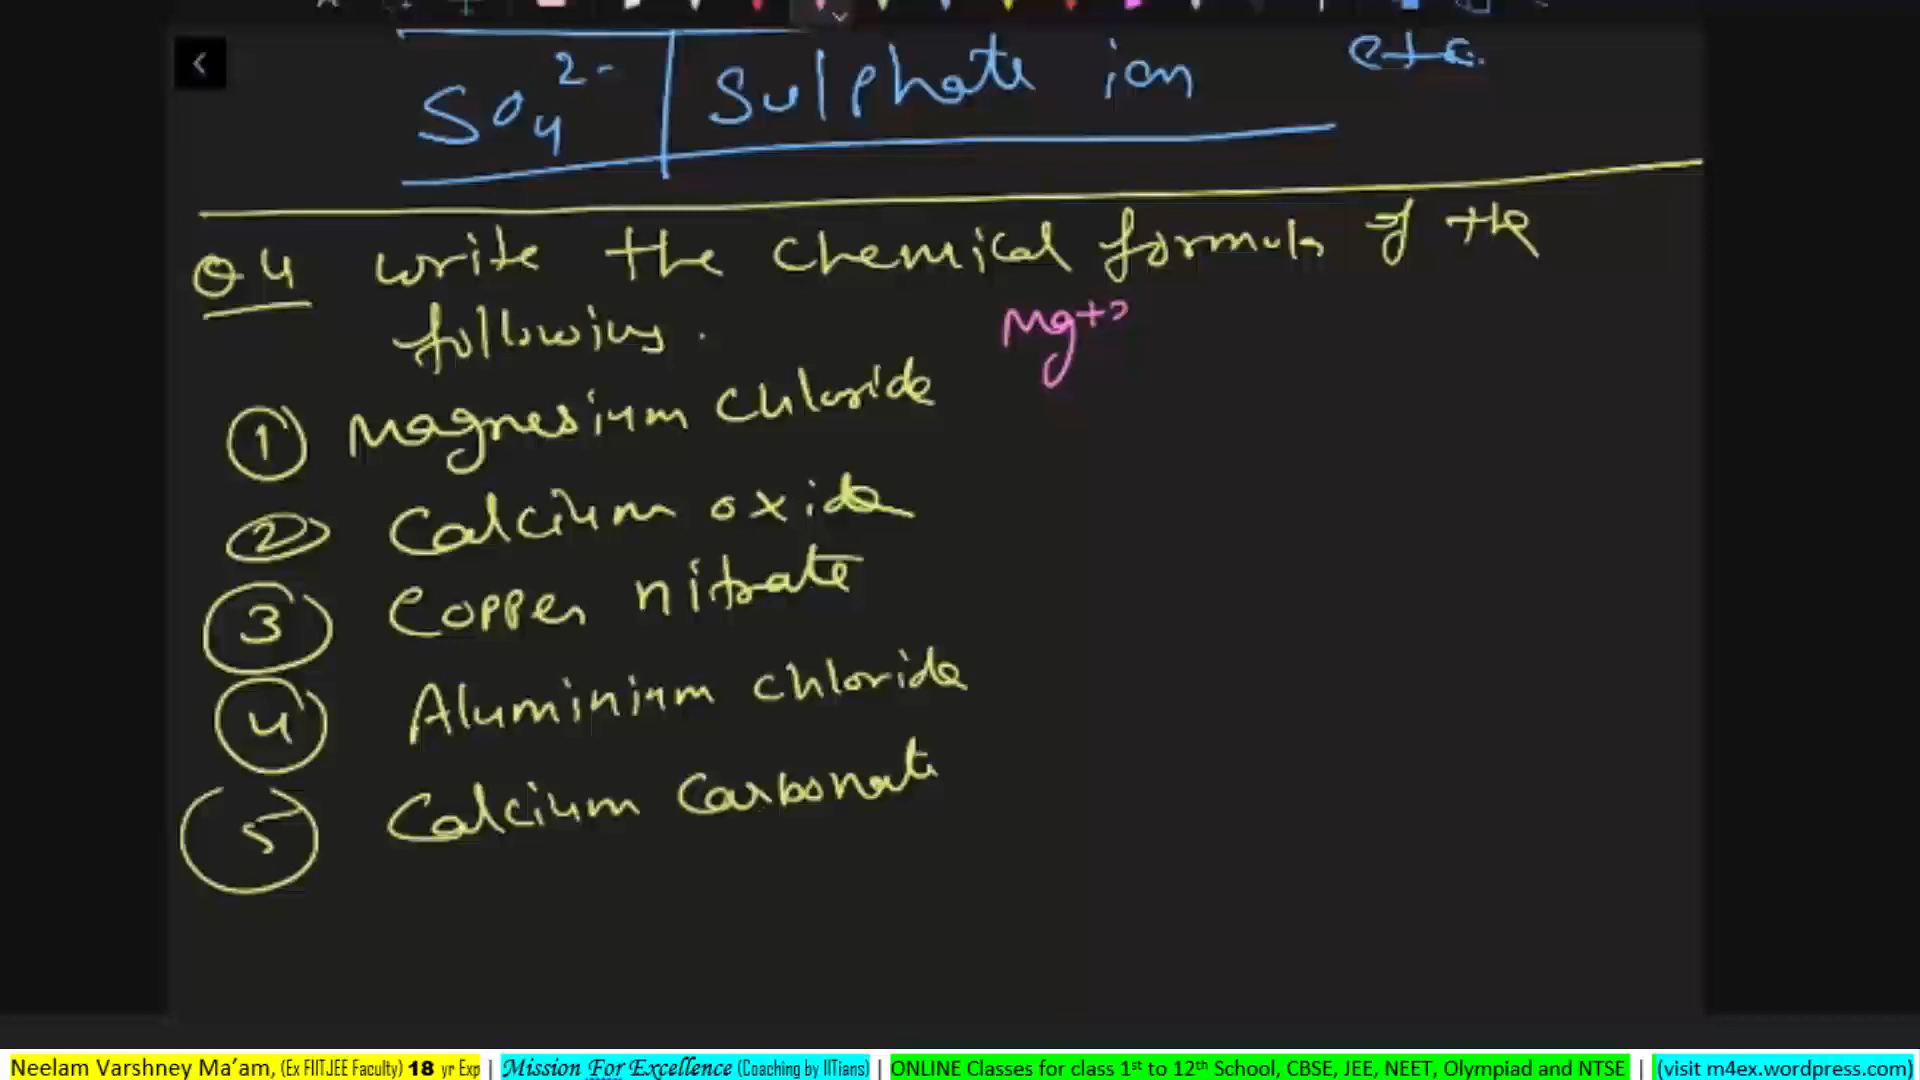 SO₄²⁻ | Sulphate ion etc.
Q4 write the chemical formula of the
following.
Mg+2
① Magnesium chloride
② Calcium oxide
③ Copper nitrate
④ Aluminium chloride
⑤ Calcium Carbonate
Neelam Varshney Ma'am, (Ex FIITJEE Faculty) 18 yr Exp | Mission For Excellence (Coaching by IITians) | ONLINE Classes for class 1st to 12th School, CBSE, JEE, NEET, Olympiad and NTSE | (visit m4ex.wordpress.com)